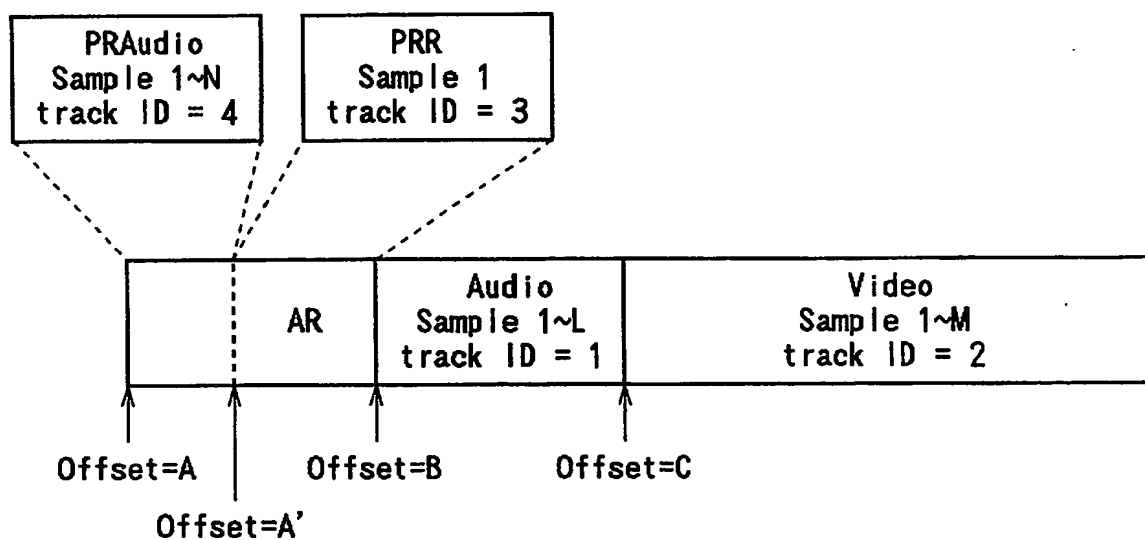 PRAudio
Sample 1~N
track ID = 4
PRR
Sample 1
track ID = 3
AR
Audio
Sample 1~L
track ID = 1
Video
Sample 1~M
track ID = 2
Offset=A
Offset=B
Offset=C
Offset=A'